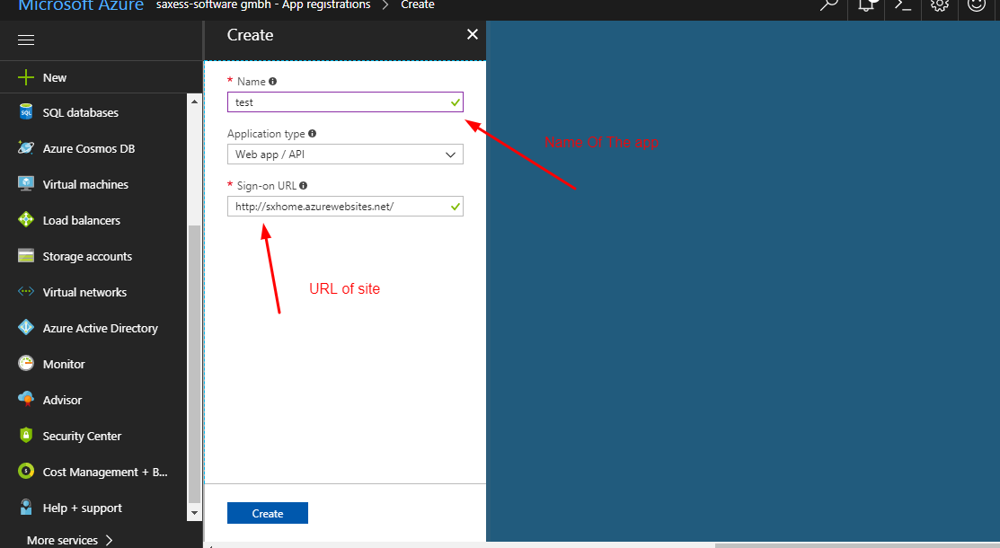 Microsoft Azure saxess-software gmbh - App registrations > Create
Create
New
SQL databases
Azure Cosmos DB
Virtual machines
Load balancers
Storage accounts
Virtual networks
Azure Active Directory
Monitor
Advisor
Security Center
Cost Management + B...
Help + support
More services >
* Name
test
Application type
Web app / API
* Sign-on URL
http://sxhome.azurewebsites.net/
Create
Name Of The app
URL of site